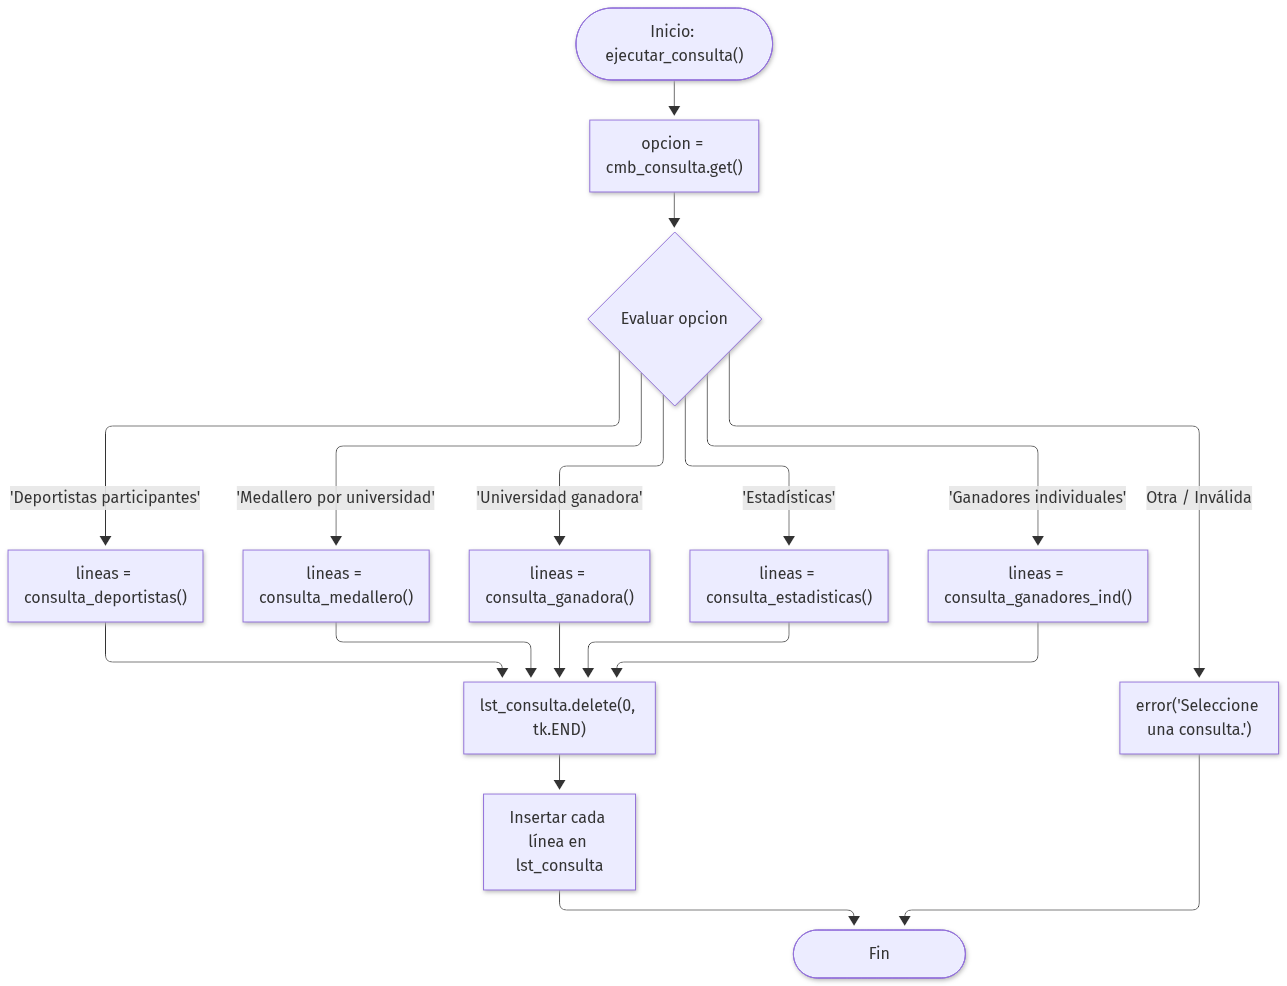 Inicio:
ejecutar_consulta()
opcion =
cmb_consulta.get()
Evaluar opcion
'Deportistas participantes'
'Medallero por universidad'
'Universidad ganadora'
'Estadísticas'
'Ganadores individuales'
Otra / Inválida
lineas =
consulta_deportistas()
lineas =
consulta_medallero()
lineas =
consulta_ganadora()
lineas =
consulta_estadisticas()
lineas =
consulta_ganadores_ind()
lst_consulta.delete(0,
tk.END)
error('Seleccione
una consulta.')
Insertar cada
línea en
lst_consulta
Fin